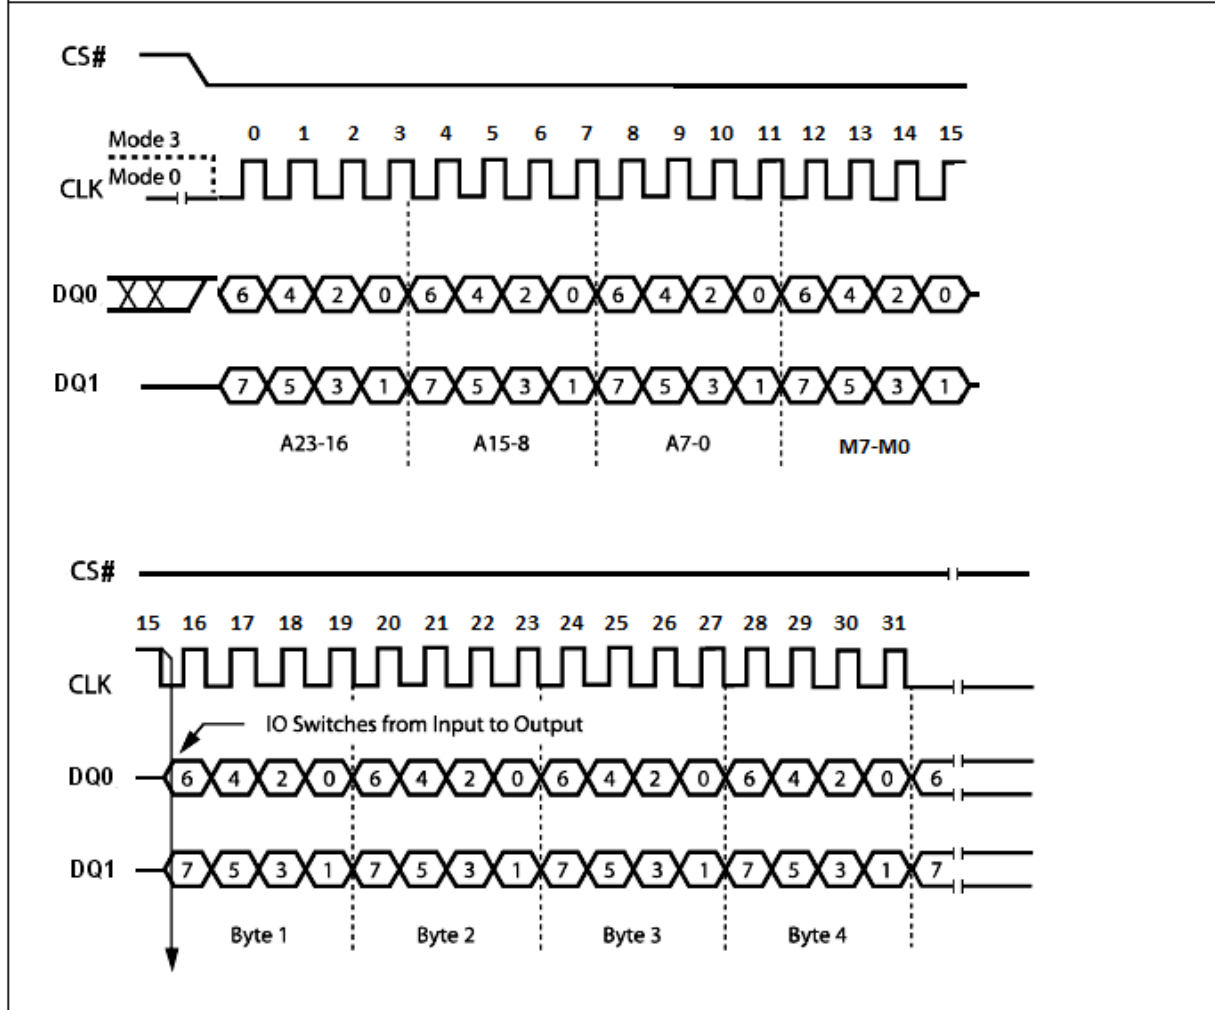 CS#
0 1 2 3 4 5 6 7 8 9 10 11 12 13 14 15
Mode 3
Mode 0
CLK
DQ0 6 4 2 0 6 4 2 0 6 4 2 0 6 4 2 0
DQ1 7 5 3 1 7 5 3 1 7 5 3 1 7 5 3 1
A23-16 A15-8 A7-0 M7-M0
CS#
15 16 17 18 19 20 21 22 23 24 25 26 27 28 29 30 31
CLK
IO Switches from Input to Output
DQ0 6 4 2 0 6 4 2 0 6 4 2 0 6 4 2 0 6
DQ1 7 5 3 1 7 5 3 1 7 5 3 1 7 5 3 1 7
Byte 1 Byte 2 Byte 3 Byte 4